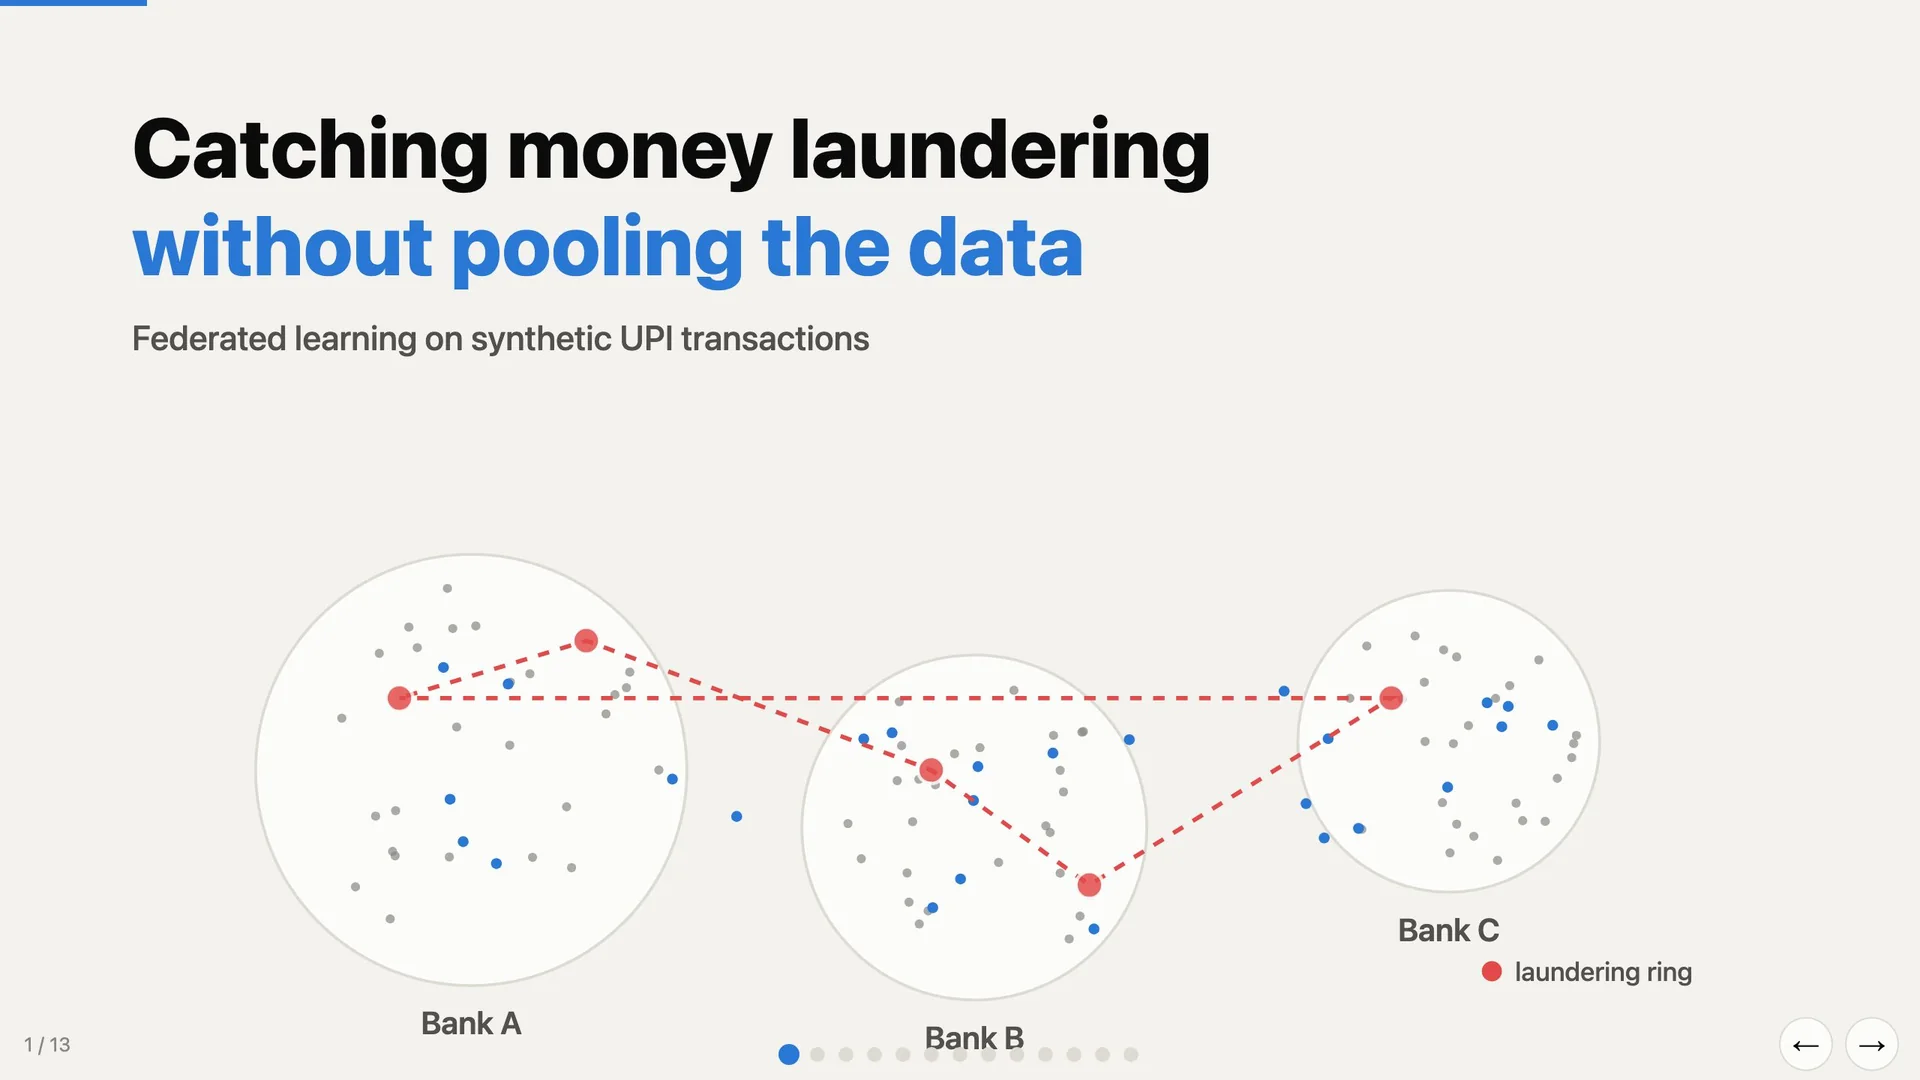 Catching money laundering
without pooling the data
Federated learning on synthetic UPI transactions
Bank A
Bank B
Bank C
laundering ring
1 / 13
← →